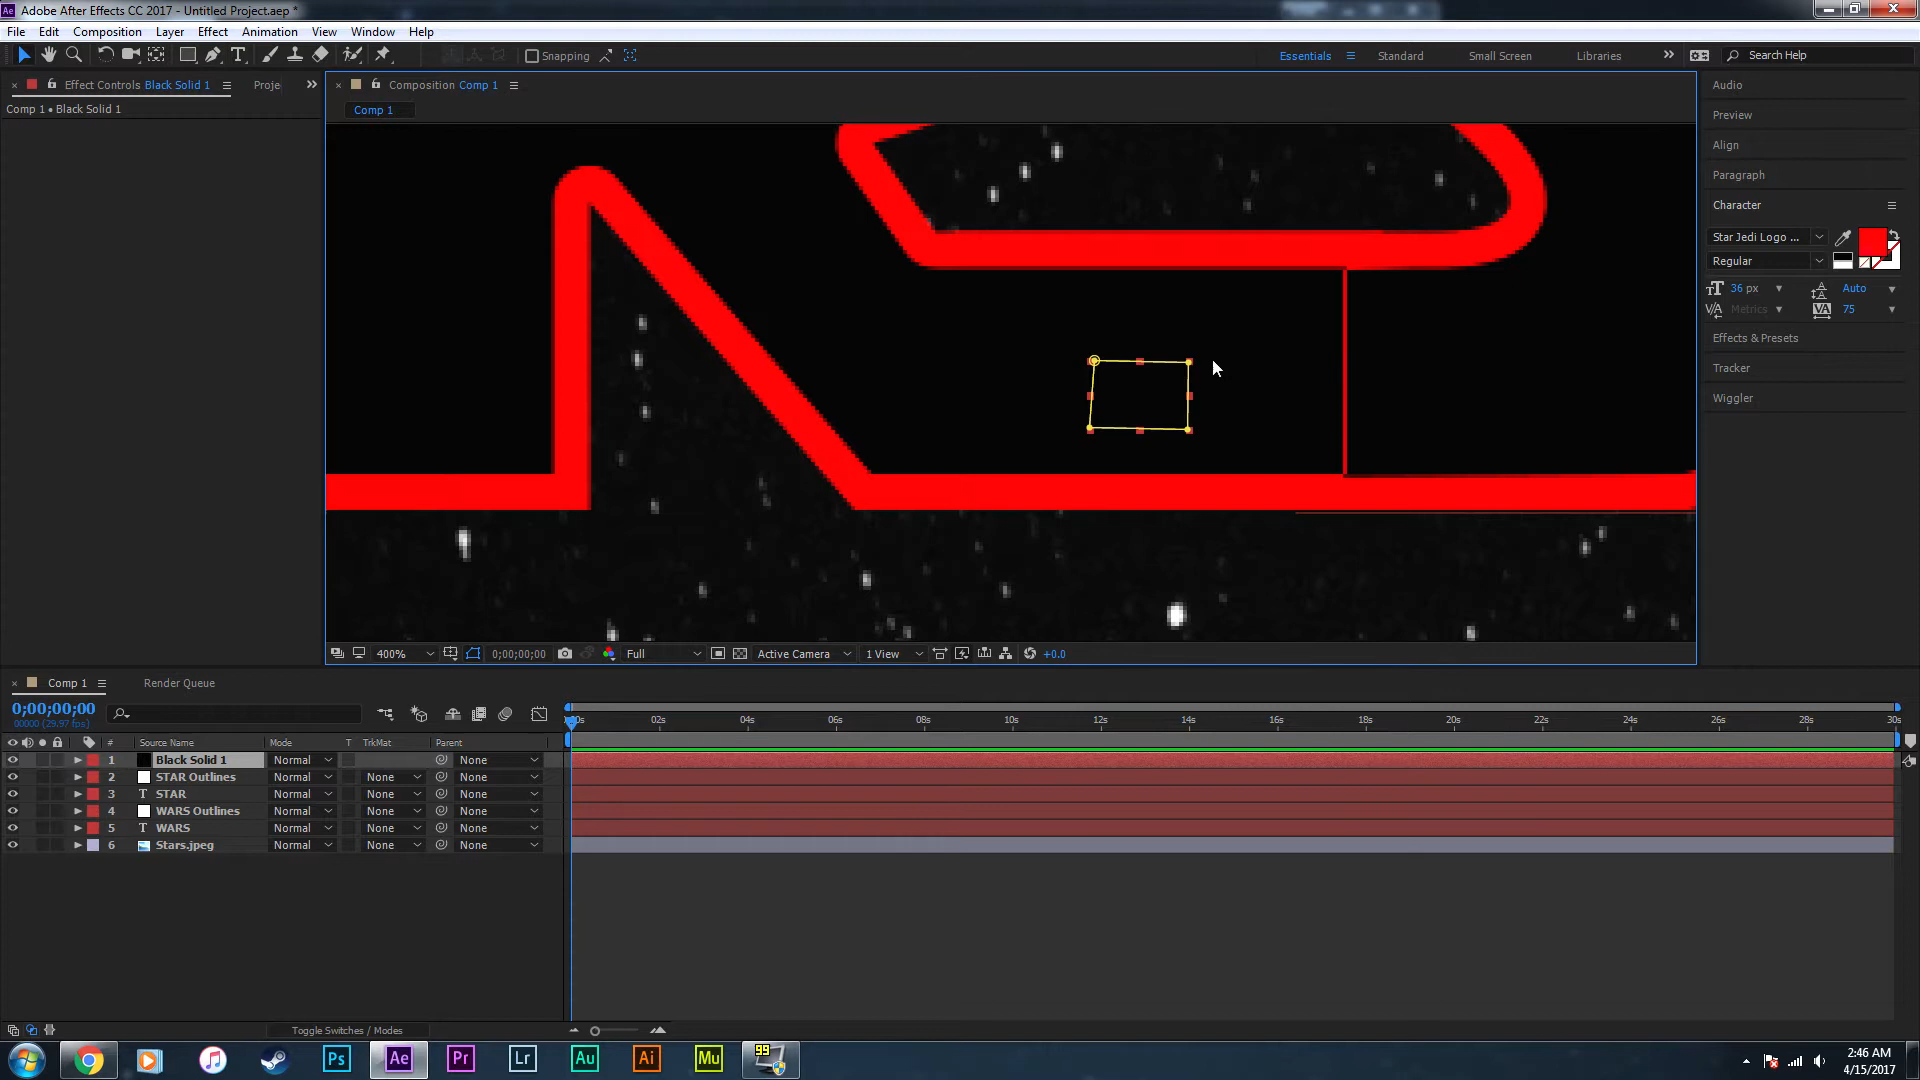 Adobe After Effects CC 2017 - Untitled Project.aep *
File Edit Composition Layer Effect Animation View Window Help
Snapping Essentials Standard Small Screen Libraries Search Help
Effect Controls Black Solid 1 Proje
Composition Comp 1
Comp 1 • Black Solid 1
Comp 1
Audio
Preview
Align
Paragraph
Character
Star Jedi Logo ...
Regular
36 px Auto
Metrics 75
Effects & Presets
Tracker
Wiggler
400% 0;00;00;00 Full Active Camera 1 View +0.0
Comp 1 Render Queue
0;00;00;00
00000 (29.97 fps)
00s 02s 04s 06s 08s 10s 12s 14s 16s 18s 20s 22s 24s 26s 28s 30s
# Source Name Mode T TrkMat Parent
1 Black Solid 1 Normal None
2 STAR Outlines Normal None None
3 T STAR Normal None None
4 WARS Outlines Normal None None
5 T WARS Normal None None
6 Stars.jpeg Normal None None
Toggle Switches / Modes
Ps Ae Pr Lr Au Ai Mu 99
2:46 AM
4/15/2017